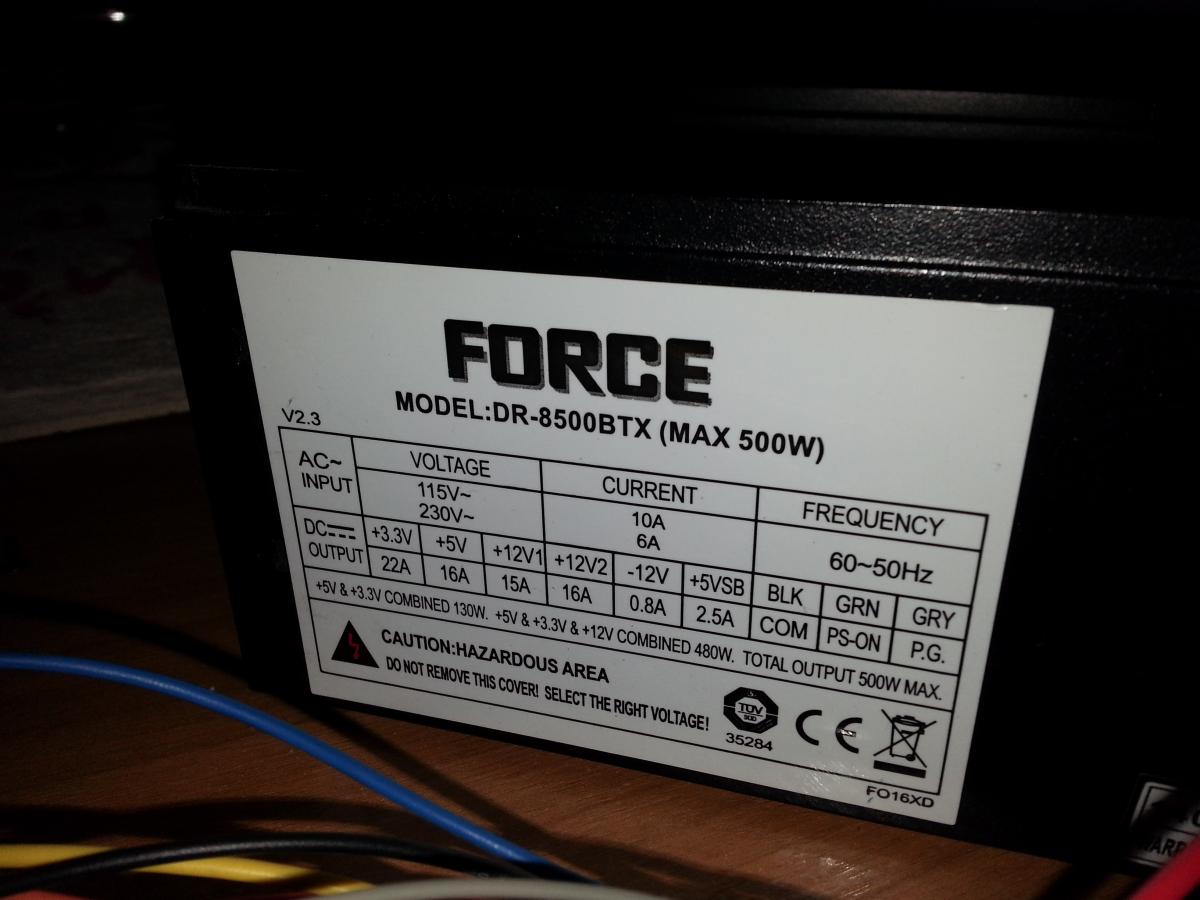 FORCE
MODEL:DR-8500BTX (MAX 500W)
V2.3
AC~ INPUT VOLTAGE CURRENT FREQUENCY
115V~ 10A 60~50Hz
230V~ 6A
DC OUTPUT +3.3V +5V +12V1 +12V2 -12V +5VSB BLK GRN GRY
22A 16A 15A 16A 0.8A 2.5A COM PS-ON P.G.
+5V & +3.3V COMBINED 130W. +5V & +3.3V & +12V COMBINED 480W. TOTAL OUTPUT 500W MAX.
CAUTION:HAZARDOUS AREA
DO NOT REMOVE THIS COVER! SELECT THE RIGHT VOLTAGE!
TÜV
SÜD
35284
CE
FO16XD